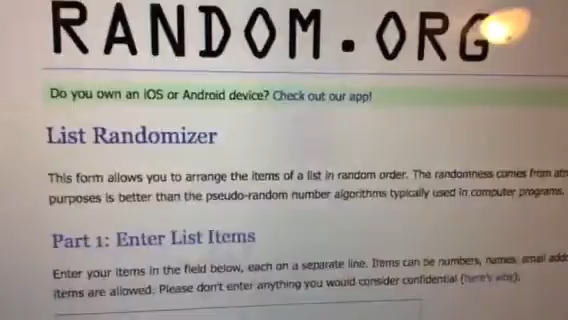 RANDOM.ORG
Do you own an iOS or Android device? Check out our app!
List Randomizer
This form allows you to arrange the items of a list in random order. The randomness comes from
purposes is better than the pseudo-random number algorithms typically used in computer programs.
Part 1: Enter List Items
Enter your items in the field below, each on a separate line. Items can be numbers, names, email
items are allowed. Please don't enter anything you would consider confidential (here's why).